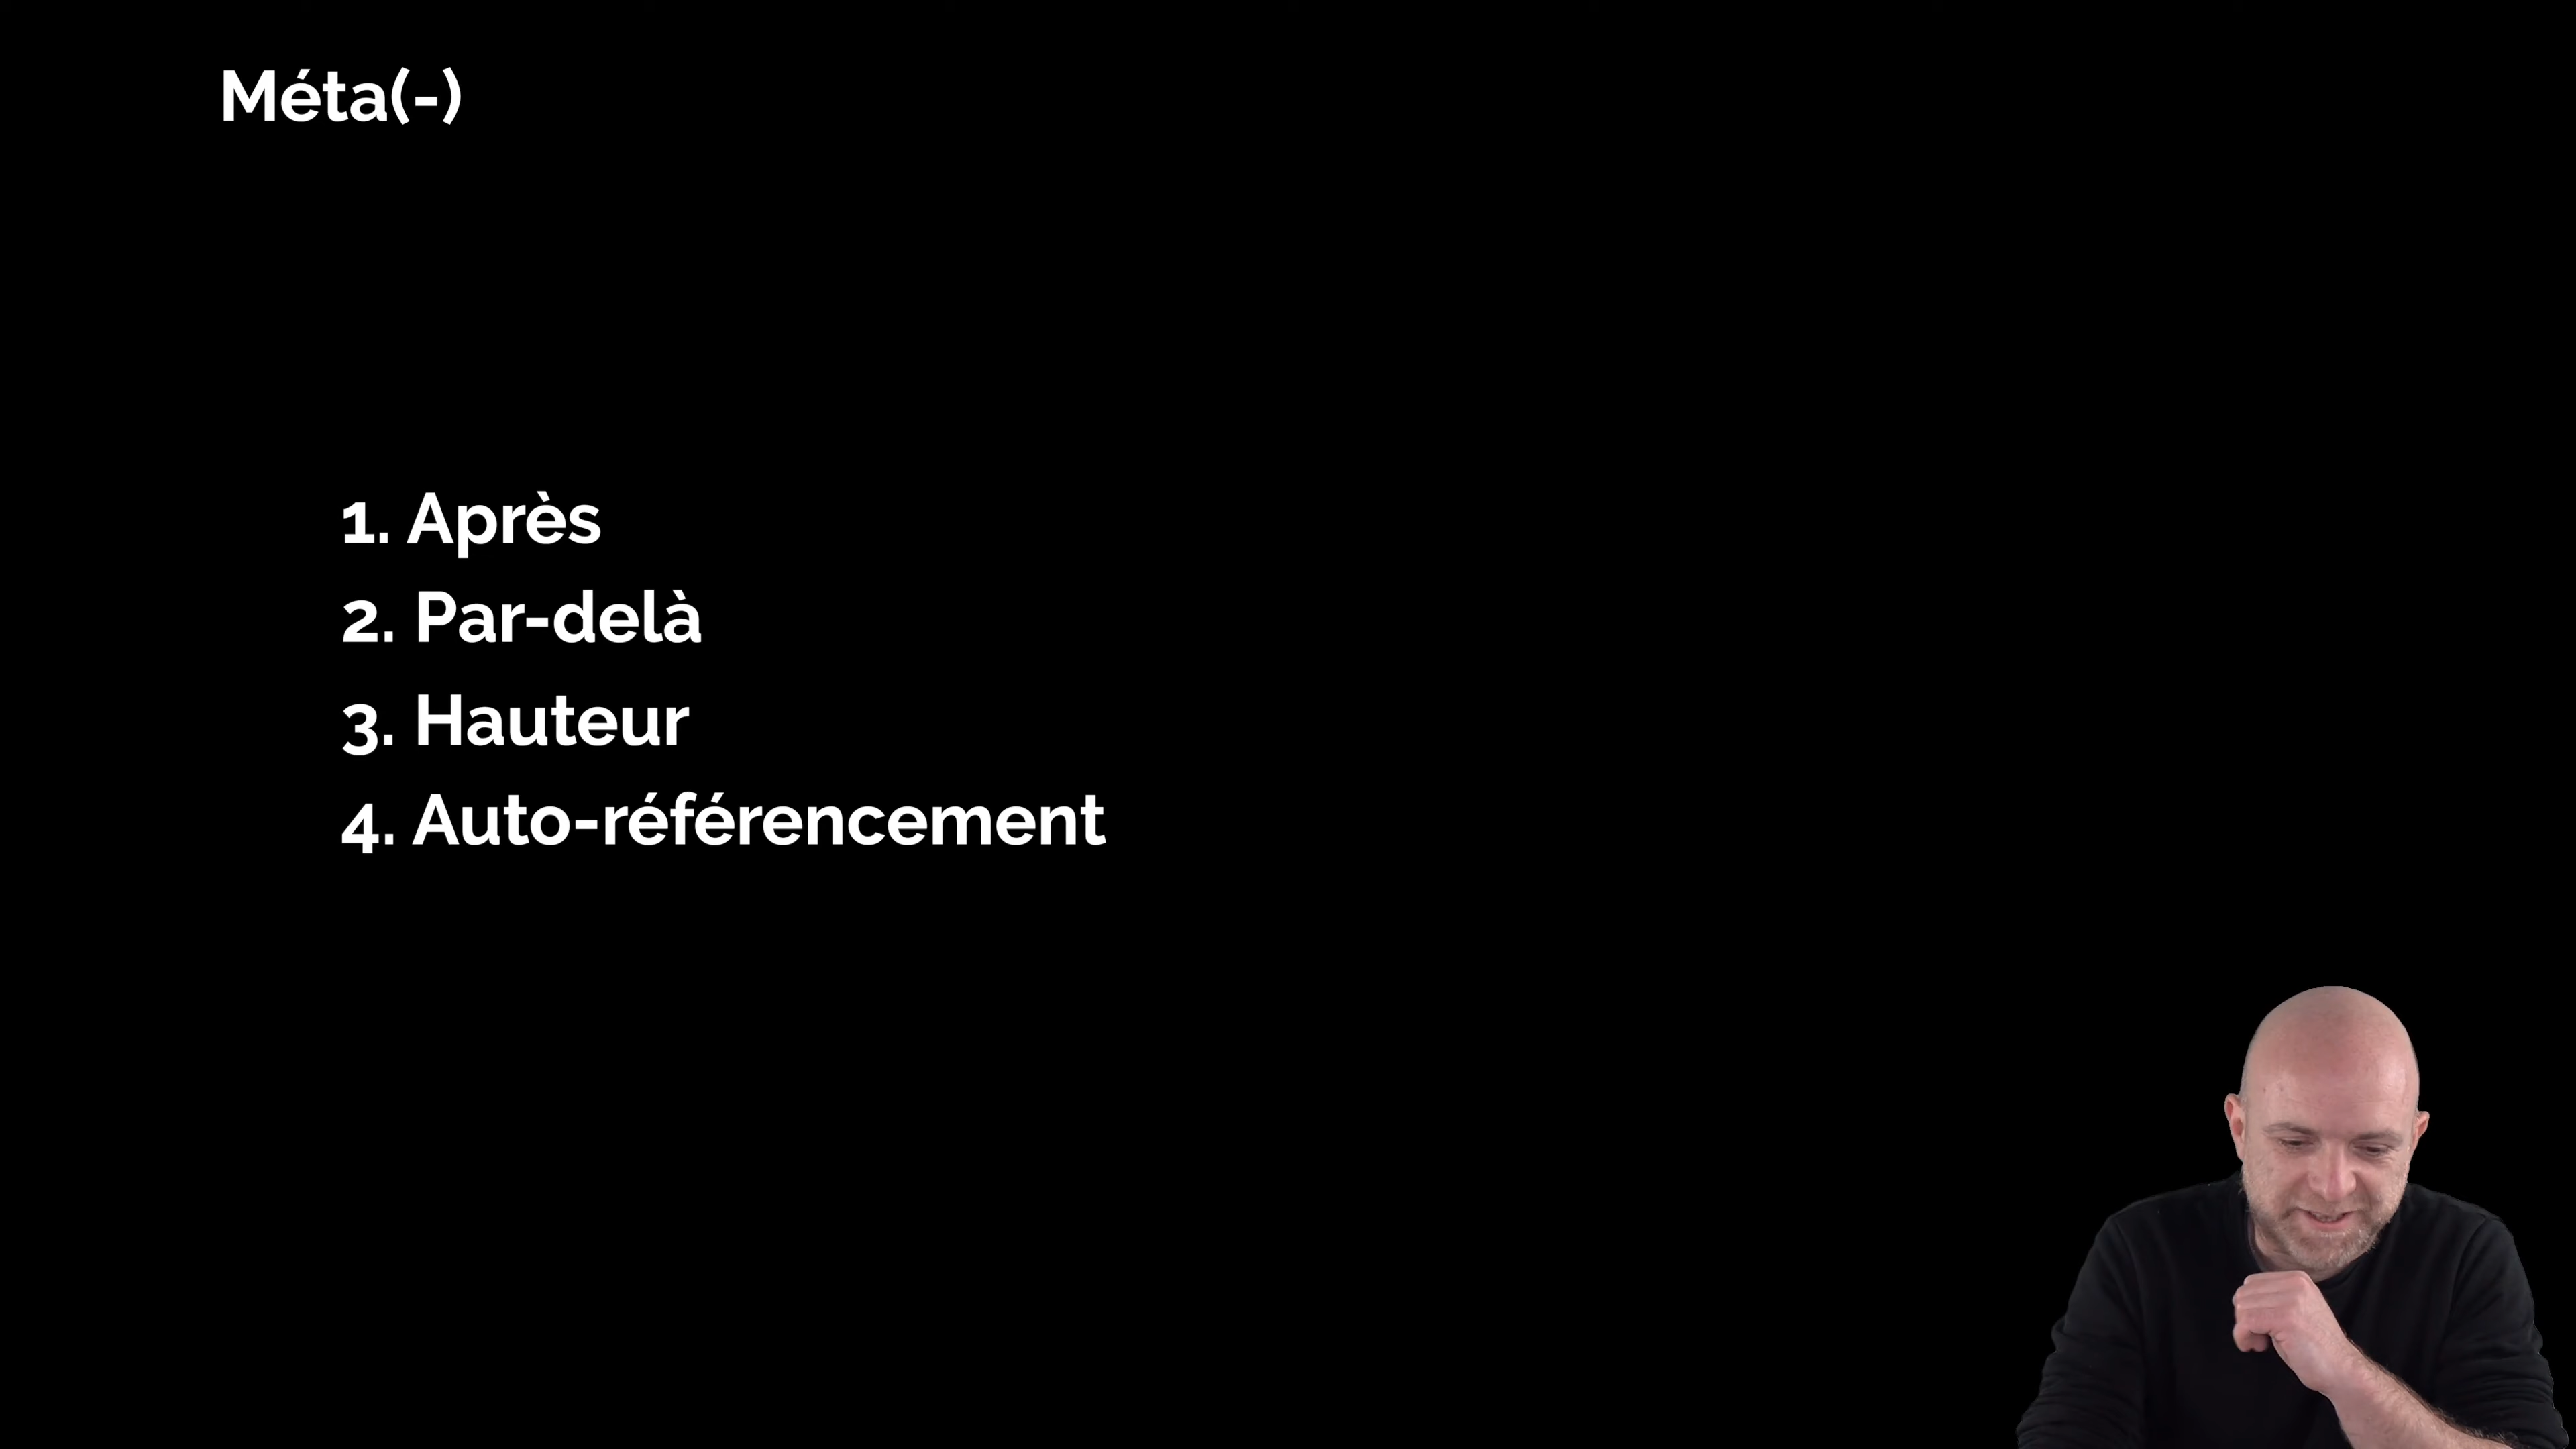 Méta(-)
1. Après
2. Par-delà
3. Hauteur
4. Auto-référencement